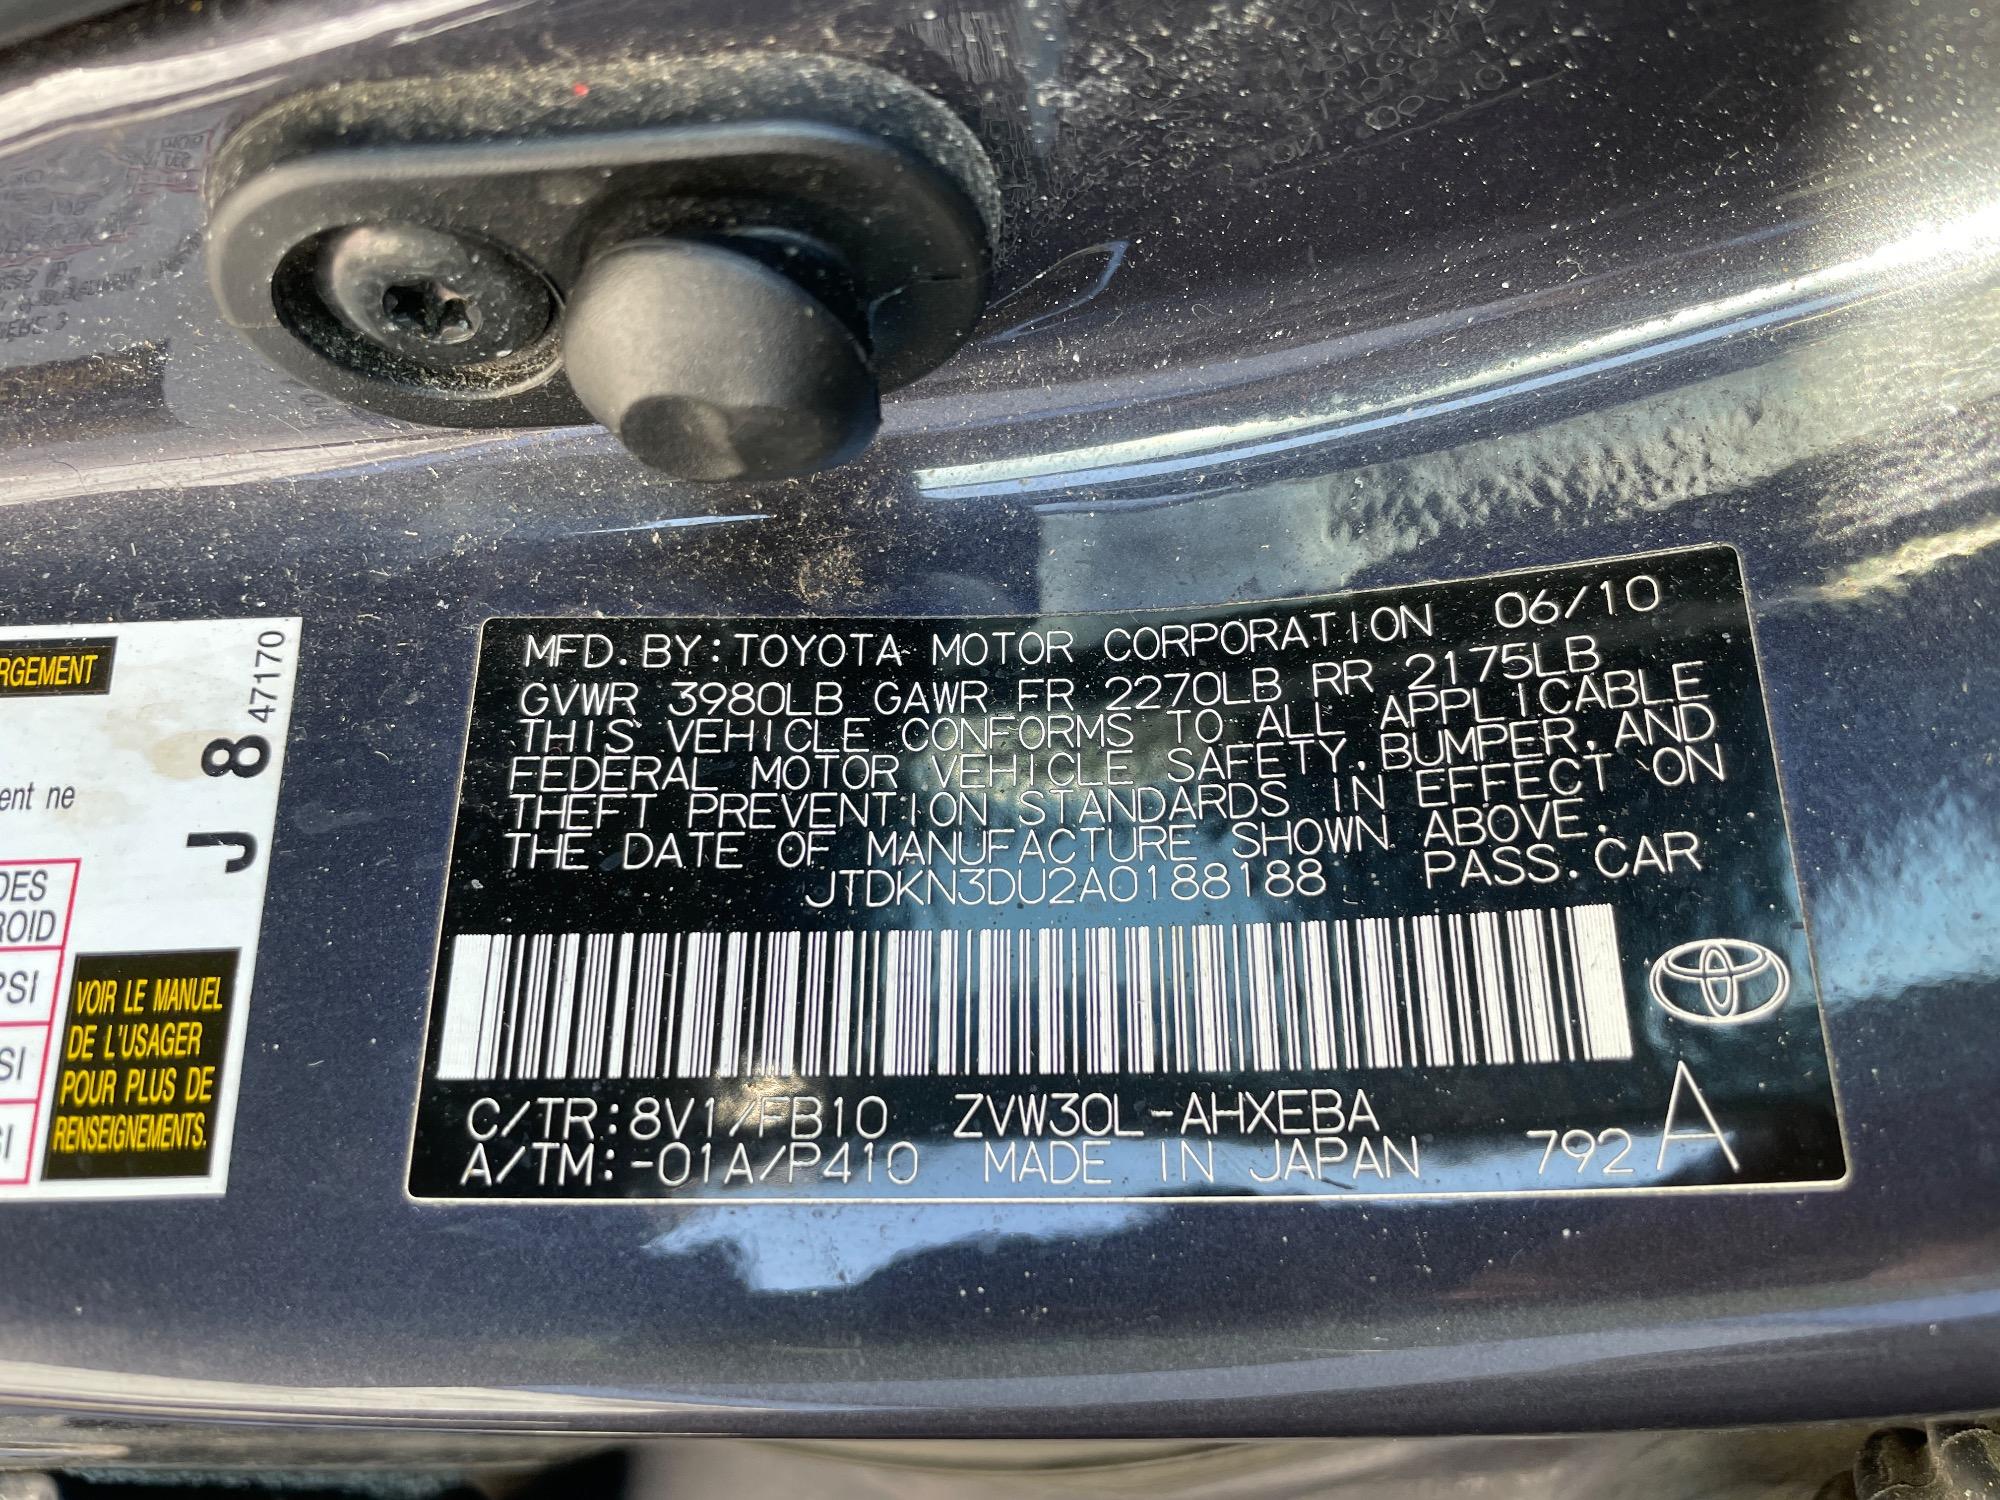 RGEMENT
ent ne
DES
ROID
PSI
SI
SI
VOIR LE MANUEL
DE L'USAGER
POUR PLUS DE
RENSEIGNEMENTS.
J 8 47170
MFD. BY: TOYOTA MOTOR CORPORATION 06/10
GVWR 3980LB GAWR FR 2270LB RR 2175LB
THIS VEHICLE CONFORMS TO ALL APPLICABLE
FEDERAL MOTOR VEHICLE SAFETY, BUMPER, AND
THEFT PREVENTION STANDARDS IN EFFECT ON
THE DATE OF MANUFACTURE SHOWN ABOVE.
JTDKN3DU2A0188188 PASS. CAR
C/TR: 8V1/FB10 ZVW30L-AHXEBA
A/TM: -01A/P410 MADE IN JAPAN 792 A